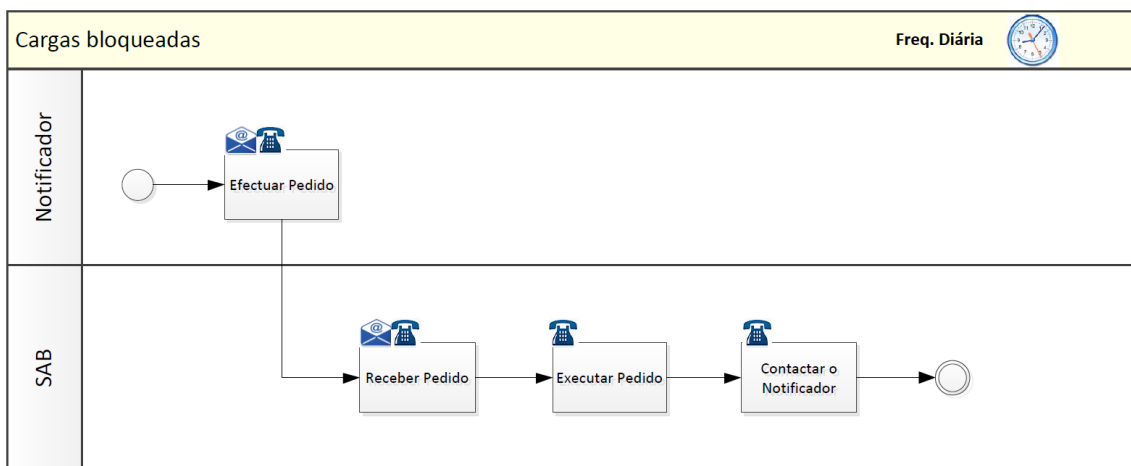 Cargas bloqueadas
Freq. Diária
Notificador
Efectuar Pedido
SAB
Receber Pedido
Executar Pedido
Contactar o
Notificador